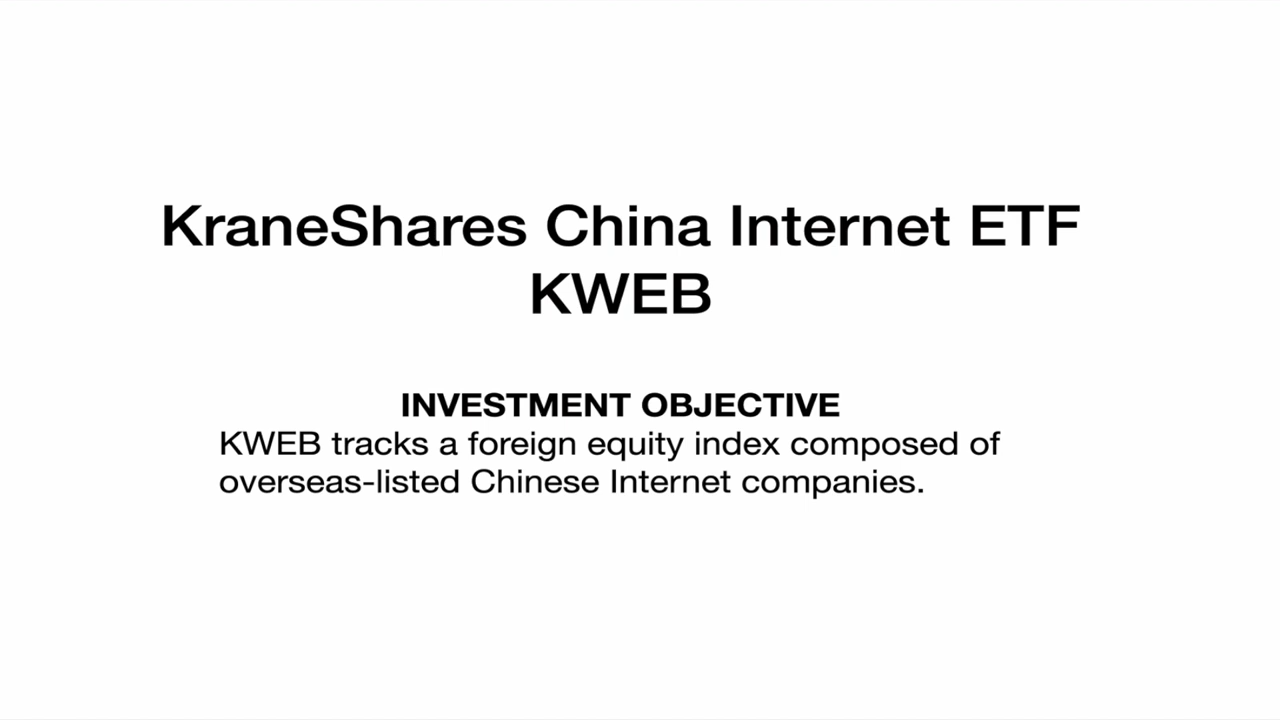 KraneShares China Internet ETF
KWEB
INVESTMENT OBJECTIVE
KWEB tracks a foreign equity index composed of
overseas-listed Chinese Internet companies.